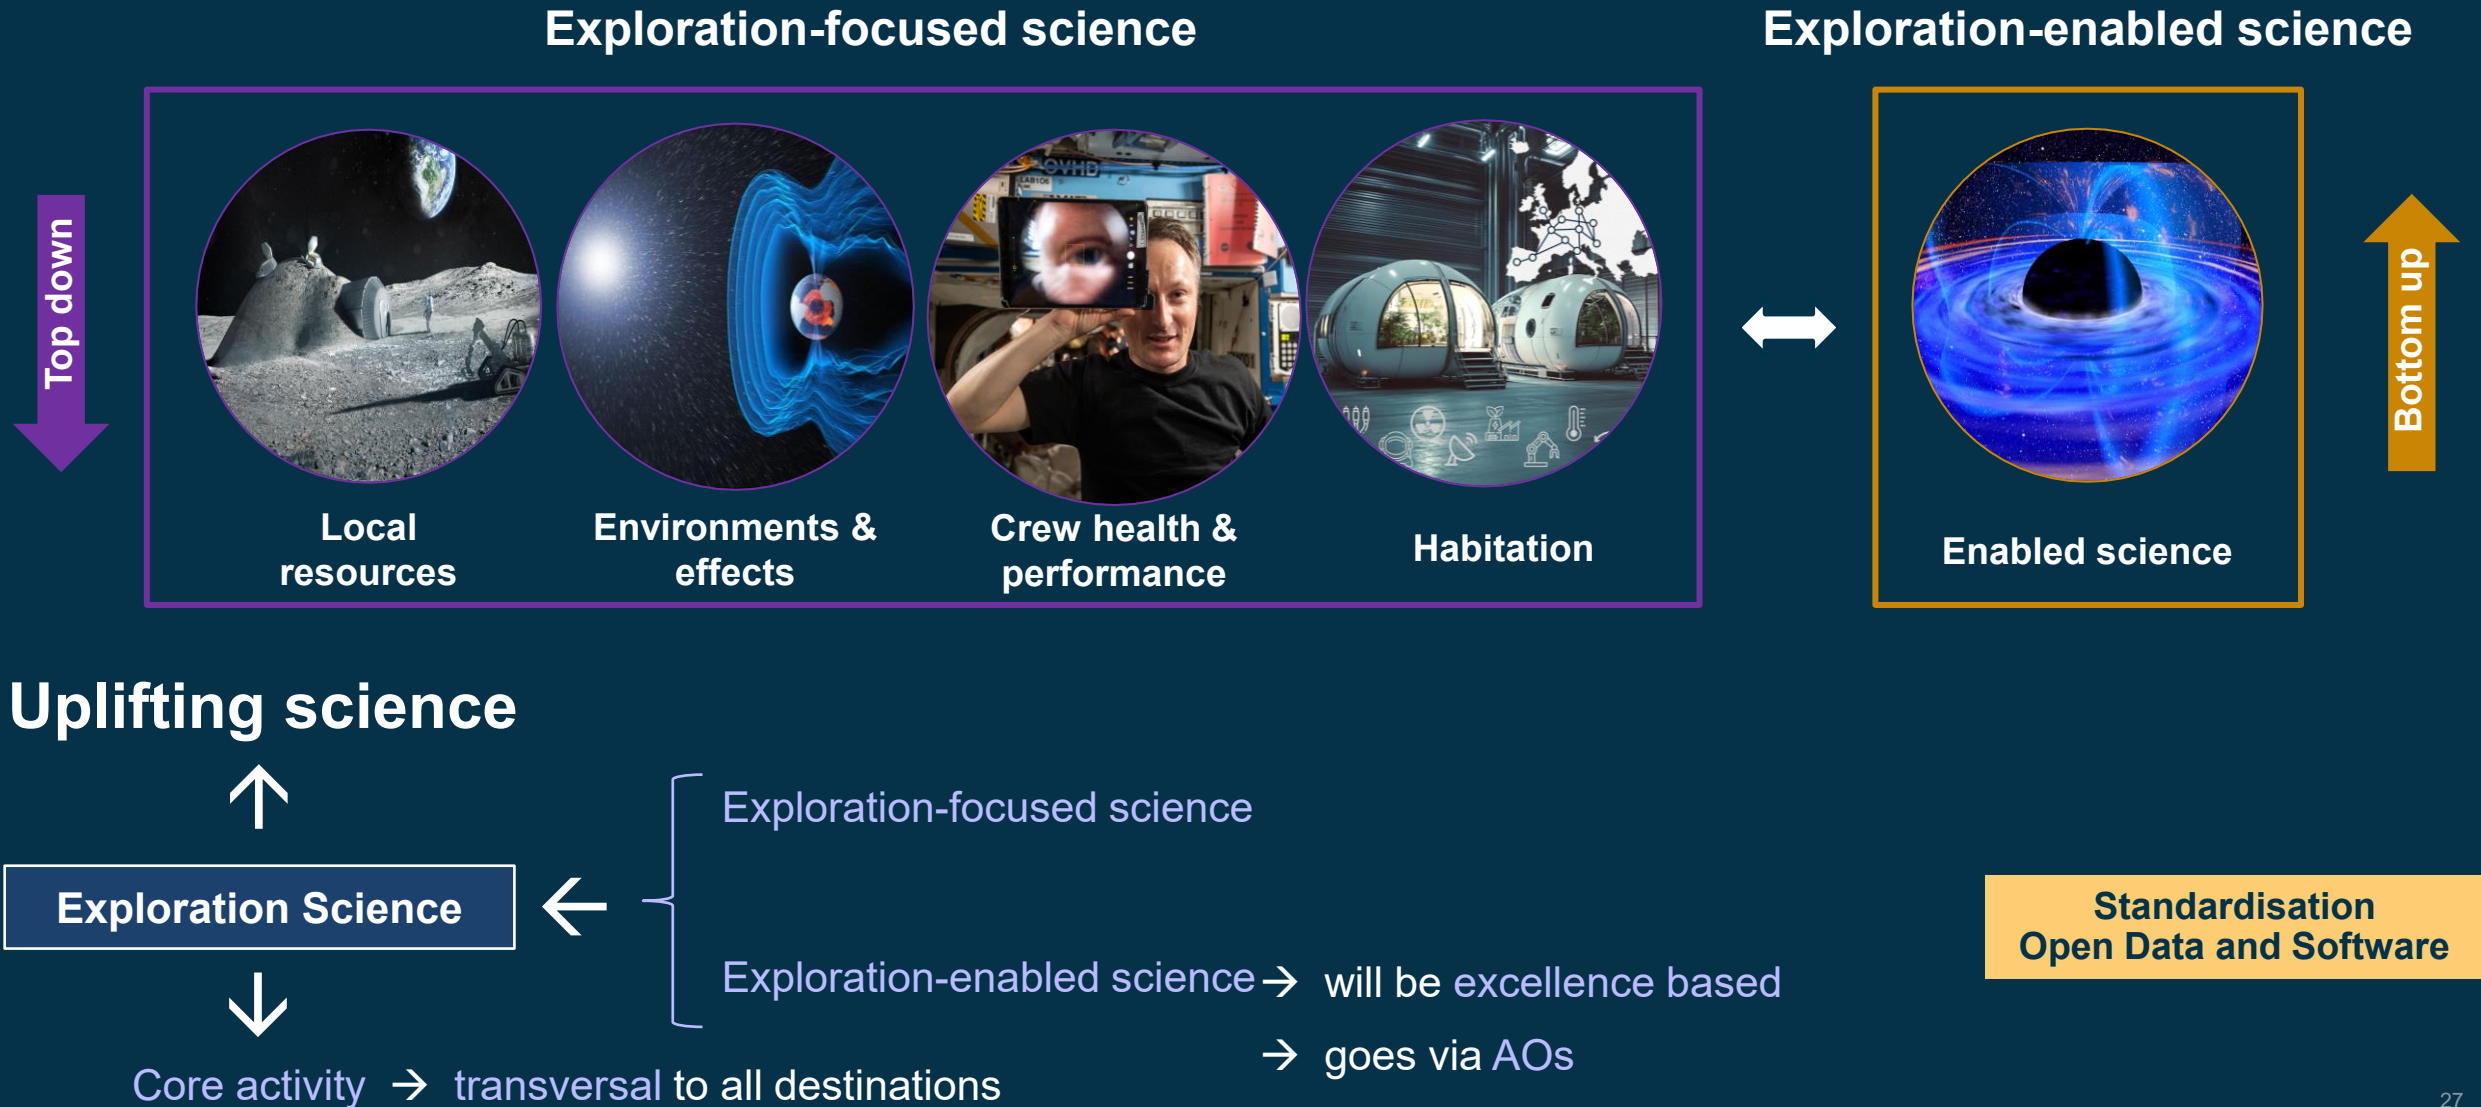 Exploration-focused science
Exploration-enabled science
Top down
OVHD
LAB106
Local
resources
Environments &
effects
Crew health &
performance
Habitation
Enabled science
Bottom up
Uplifting science
↑
Exploration Science
←
Exploration-focused science
Exploration-enabled science → will be excellence based
→ goes via AOs
↓
Core activity → transversal to all destinations
Standardisation
Open Data and Software
27